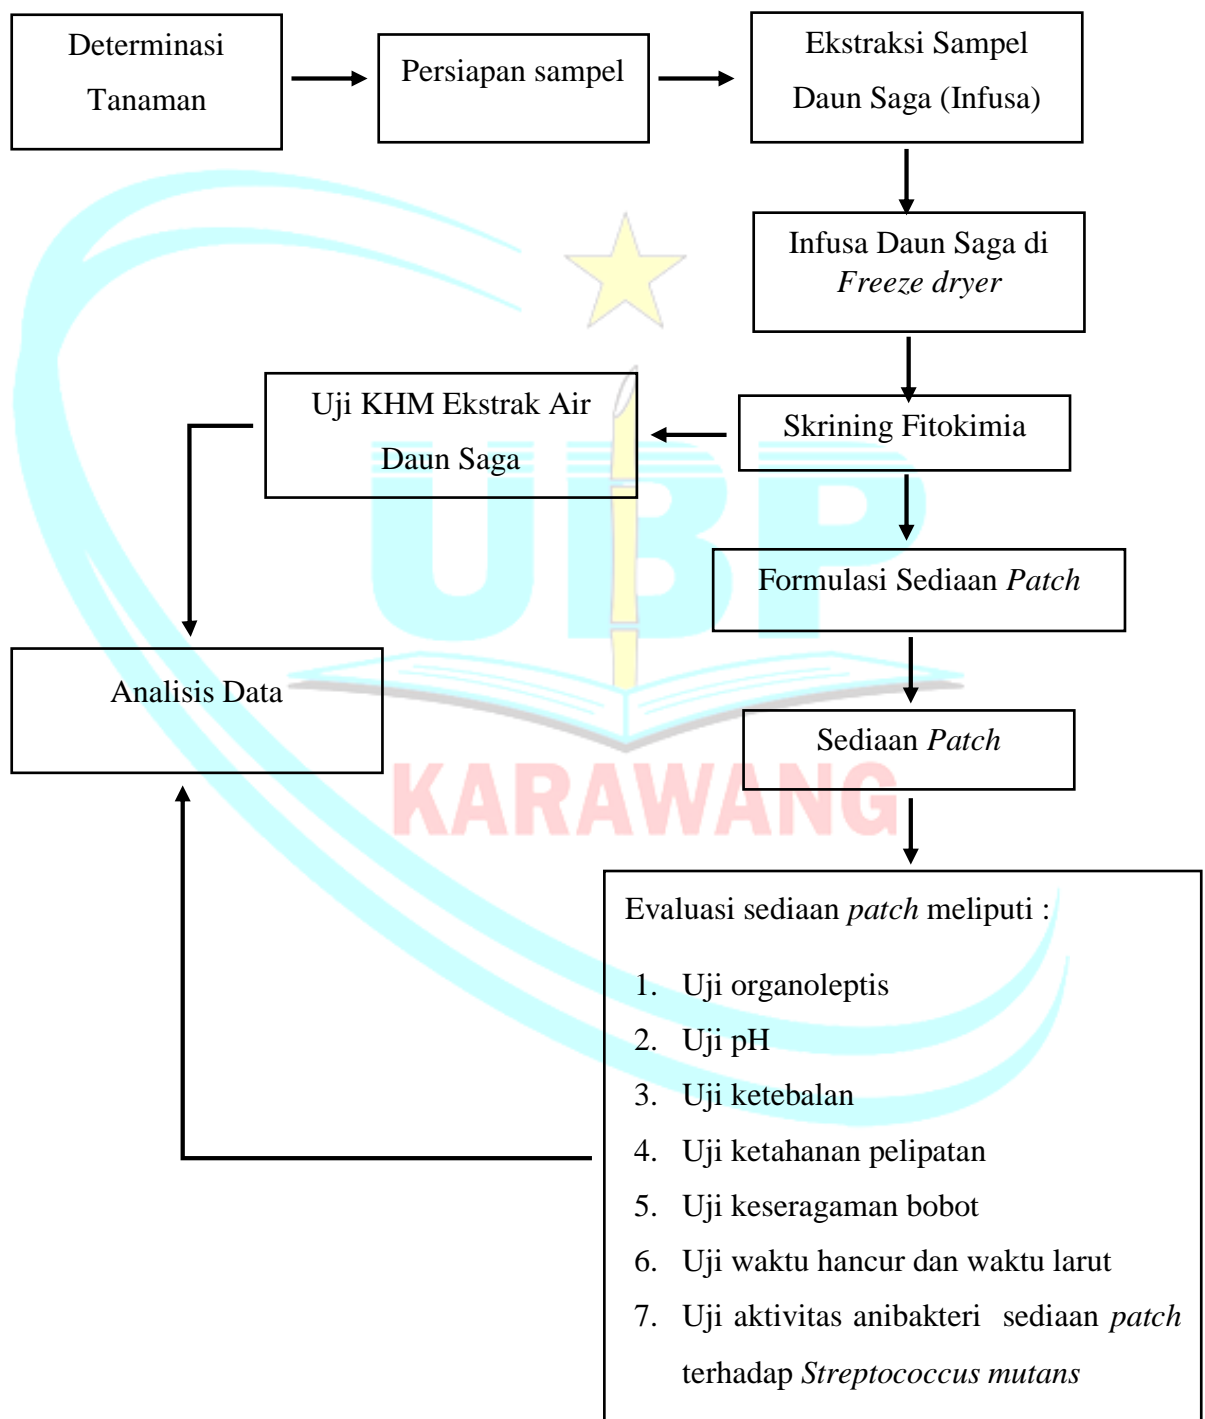 Determinasi
Tanaman
Persiapan sampel
Ekstraksi Sampel
Daun Saga (Infusa)
Infusa Daun Saga di
Freeze dryer
Uji KHM Ekstrak Air
Daun Saga
Skrining Fitokimia
Formulasi Sediaan Patch
Analisis Data
Sediaan Patch
UBP
KARAWANG
Evaluasi sediaan patch meliputi :
1. Uji organoleptis
2. Uji pH
3. Uji ketebalan
4. Uji ketahanan pelipatan
5. Uji keseragaman bobot
6. Uji waktu hancur dan waktu larut
7. Uji aktivitas anibakteri sediaan patch
terhadap Streptococcus mutans